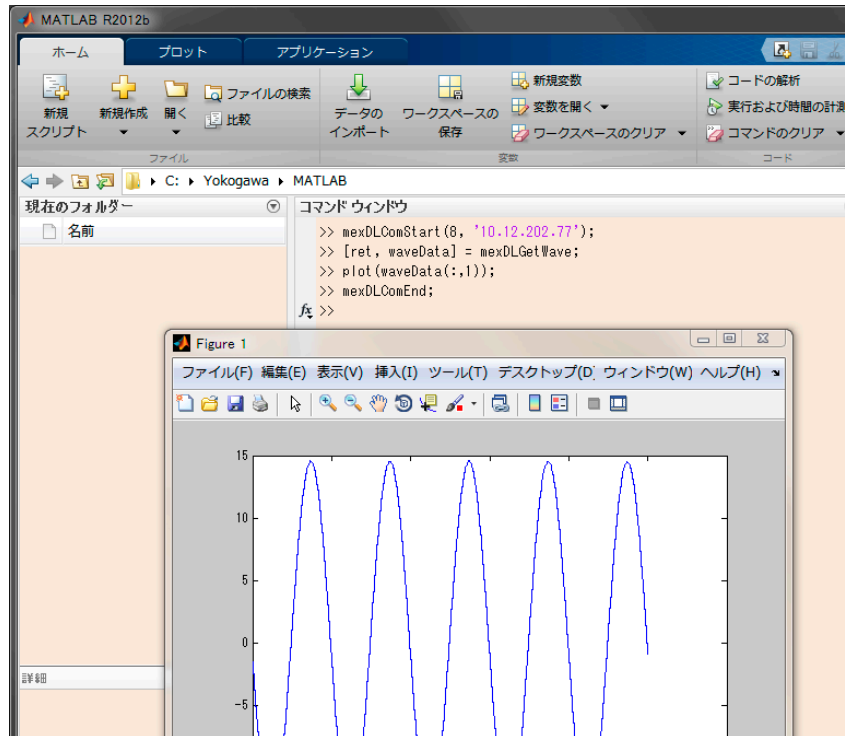 MATLAB R2012b
ホーム プロット アプリケーション
新規
スクリプト
新規作成
開く
ファイルの検索
比較
ファイル
データの
インポート
ワークスペースの
保存
新規変数
変数を開く
ワークスペースのクリア
変数
コードの解析
実行および時間の計測
コマンドのクリア
コード
C: Yokogawa MATLAB
現在のフォルダー
名前
詳細
コマンド ウィンドウ
>> mexDLComStart(8, '10.12.202.77');
>> [ret, waveData] = mexDLGetWave;
>> plot(waveData(:,1));
>> mexDLComEnd;
fx >>
Figure 1
ファイル(F) 編集(E) 表示(V) 挿入(I) ツール(T) デスクトップ(D) ウィンドウ(W) ヘルプ(H)
15
10
5
0
-5